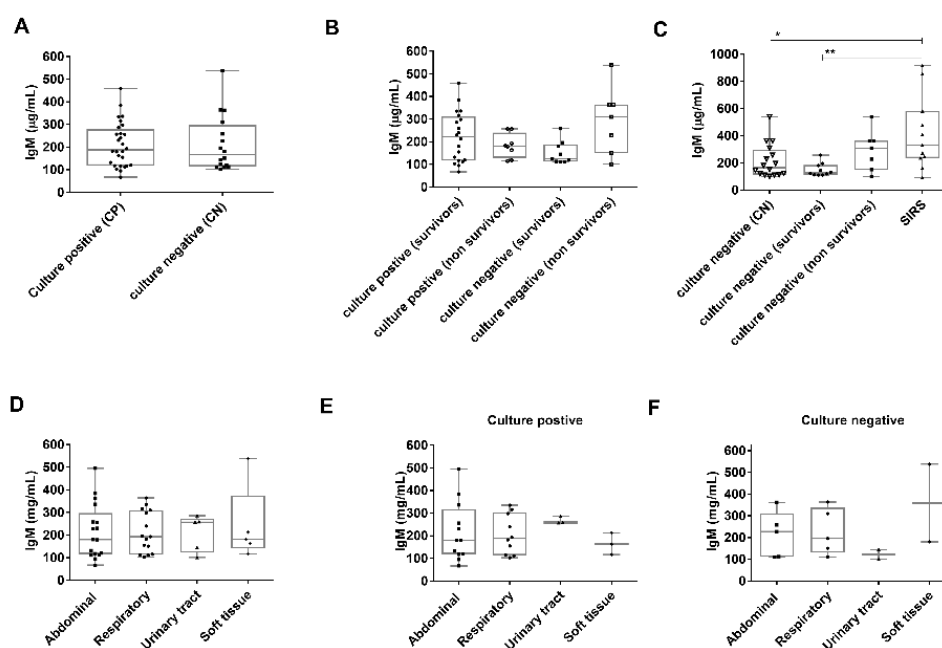 A
IgM (µg/mL)
600
500
400
300
200
100
0
Culture positive (CP)
culture negative (CN)
B
IgM (µg/mL)
600
500
400
300
200
100
0
culture postive (survivors)
culture postive (non survivors)
culture negative (survivors)
culture negative (non survivors)
C
*
**
IgM (µg/mL)
1000
800
600
400
200
0
culture negative (CN)
culture negative (survivors)
culture negative (non survivors)
SIRS
D
IgM (mg/mL)
600
500
400
300
200
100
0
Abdominal
Respiratory
Urinary tract
Soft tissue
E
Culture postive
IgM (mg/mL)
600
500
400
300
200
100
0
Abdominal
Respiratory
Urinary tract
Soft tissue
F
Culture negative
IgM (mg/mL)
600
500
400
300
200
100
0
Abdominal
Respiratory
Urinary tract
Soft tissue